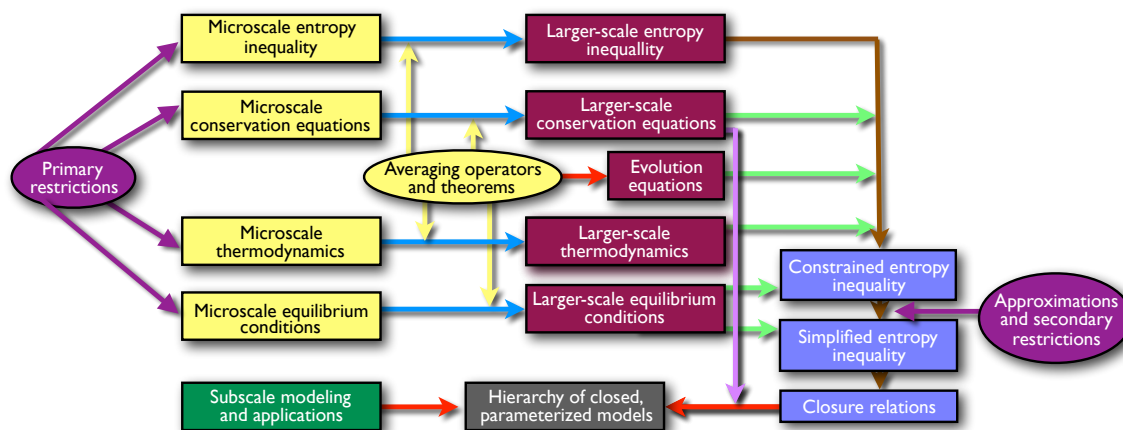 Microscale entropy
inequality
Larger-scale entropy
inequallity
Microscale
conservation equations
Larger-scale
conservation equations
Primary
restrictions
Averaging operators
and theorems
Evolution
equations
Microscale
thermodynamics
Larger-scale
thermodynamics
Constrained entropy
inequality
Microscale equilibrium
conditions
Larger-scale equilibrium
conditions
Approximations
and secondary
restrictions
Simplified entropy
inequality
Subscale modeling
and applications
Hierarchy of closed,
parameterized models
Closure relations